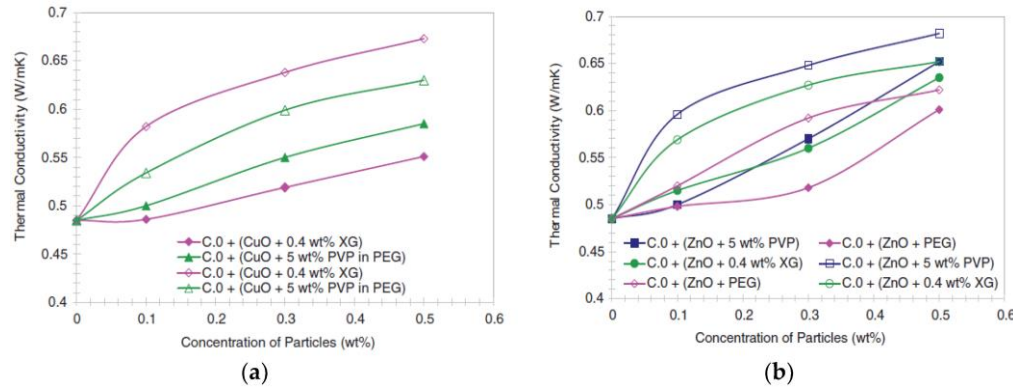 (a)
0.7
0.65
0.6
0.55
0.5
0.45
0.4
Thermal Conductivity (W/mK)
C.0 + (CuO + 0.4 wt% XG)
C.0 + (CuO + 5 wt% PVP in PEG)
C.0 + (CuO + 0.4 wt% XG)
C.0 + (CuO + 5 wt% PVP in PEG)
0 0.1 0.2 0.3 0.4 0.5 0.6
Concentration of Particles (wt%)
(a)
(b)
0.7
0.65
0.6
0.55
0.5
0.45
0.4
Thermal Conductivity (W/mK)
C.0 + (ZnO + 5 wt% PVP) C.0 + (ZnO + PEG)
C.0 + (ZnO + 0.4 wt% XG) C.0 + (ZnO + 5 wt% PVP)
C.0 + (ZnO + PEG) C.0 + (ZnO + 0.4 wt% XG)
0 0.1 0.2 0.3 0.4 0.5 0.6
Concentration of Particles (wt%)
(b)